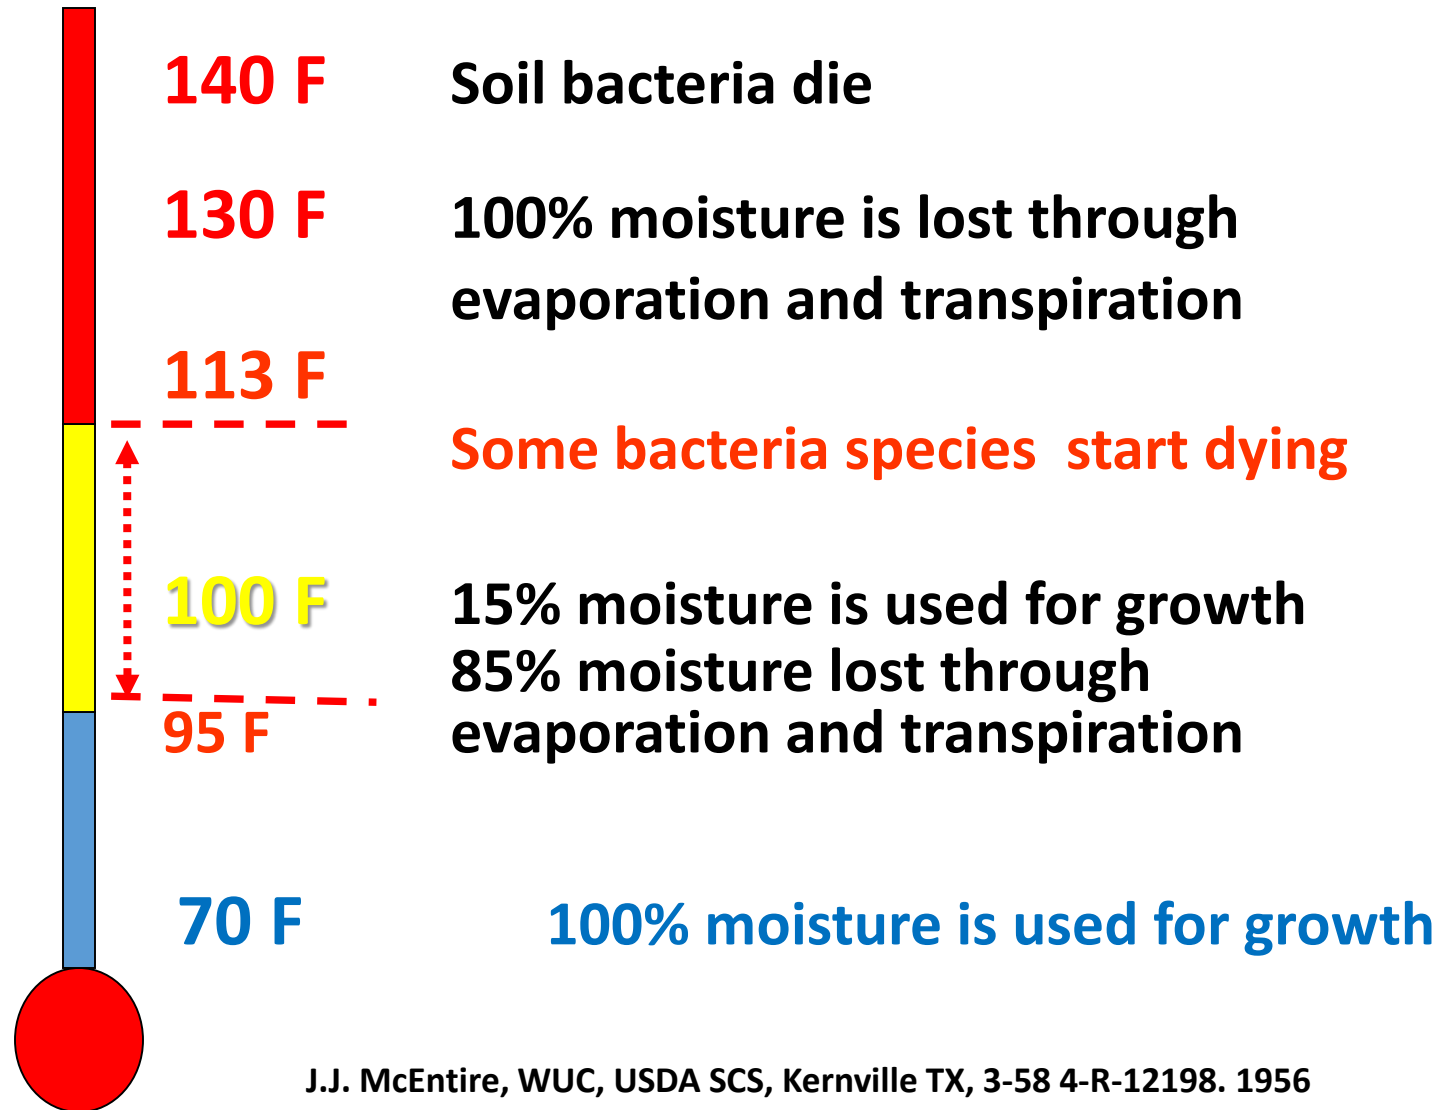 140 F Soil bacteria die
130 F 100% moisture is lost through
evaporation and transpiration
113 F
Some bacteria species start dying
100 F 15% moisture is used for growth
85% moisture lost through
95 F evaporation and transpiration
70 F 100% moisture is used for growth
J.J. McEntire, WUC, USDA SCS, Kernville TX, 3-58 4-R-12198. 1956